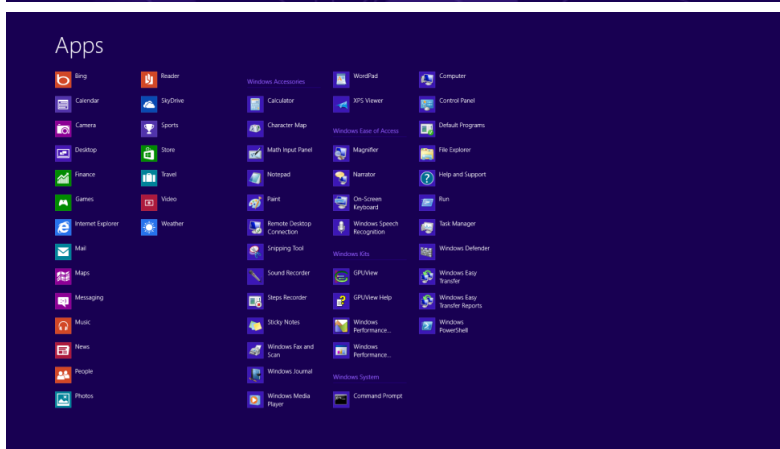 Apps
Bing
Calendar
Camera
Desktop
Finance
Games
Internet Explorer
Mail
Maps
Messaging
Music
News
People
Photos
Reader
SkyDrive
Sports
Store
Travel
Video
Weather
Windows Accessories
Calculator
Character Map
Math Input Panel
Notepad
Paint
Remote Desktop
Connection
Snipping Tool
Sound Recorder
Steps Recorder
Sticky Notes
Windows Fax and
Scan
Windows Journal
Windows Media
Player
WordPad
XPS Viewer
Windows Ease of Access
Magnifier
Narrator
On-Screen
Keyboard
Windows Speech
Recognition
Windows Kits
GPUView
GPUView Help
Windows
Performance...
Windows
Performance...
Windows System
Command Prompt
Computer
Control Panel
Default Programs
File Explorer
Help and Support
Run
Task Manager
Windows Defender
Windows Easy
Transfer
Windows Easy
Transfer Reports
Windows
PowerShell